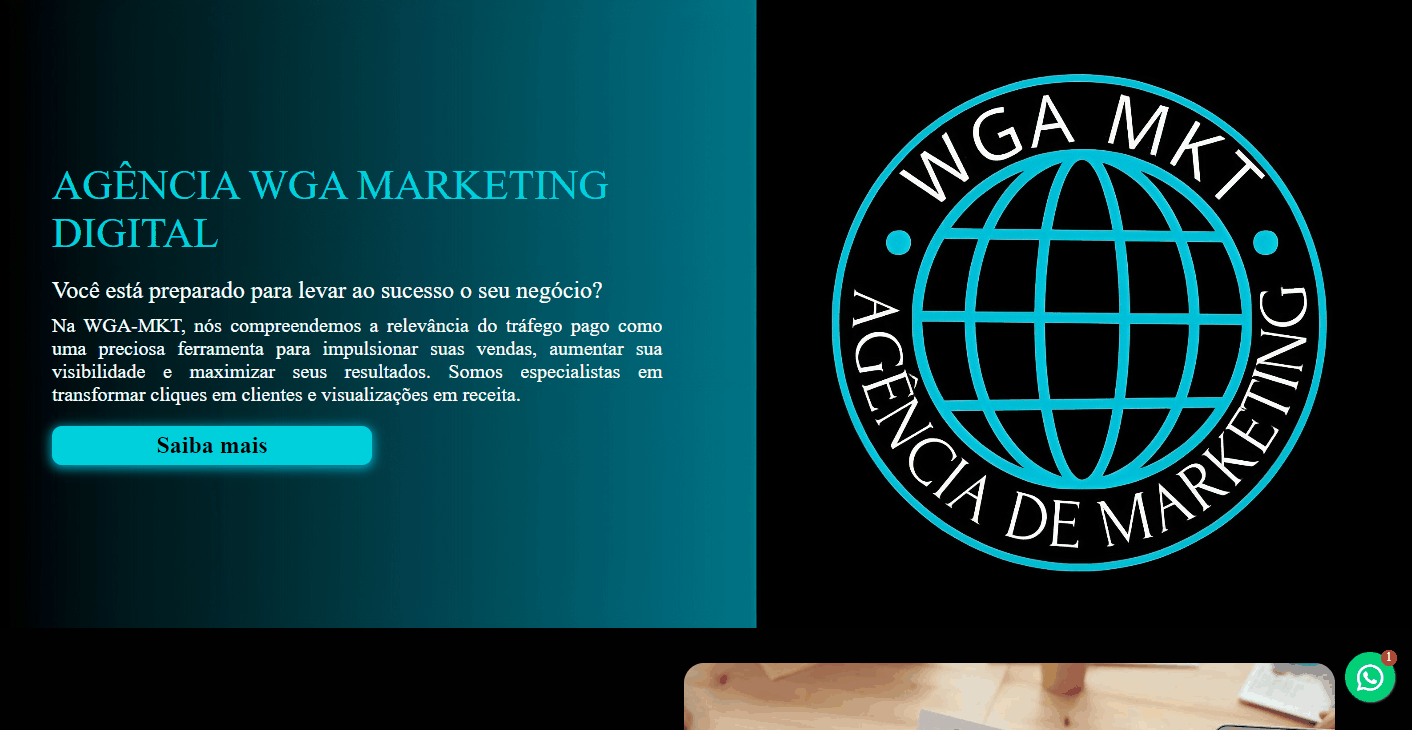 AGÊNCIA WGA MARKETING
DIGITAL
Você está preparado para levar ao sucesso o seu negócio?
Na WGA-MKT, nós compreendemos a relevância do tráfego pago como
uma preciosa ferramenta para impulsionar suas vendas, aumentar sua
visibilidade e maximizar seus resultados. Somos especialistas em
transformar cliques em clientes e visualizações em receita.
Saiba mais
WGA MKT
AGÊNCIA DE MARKETING
1